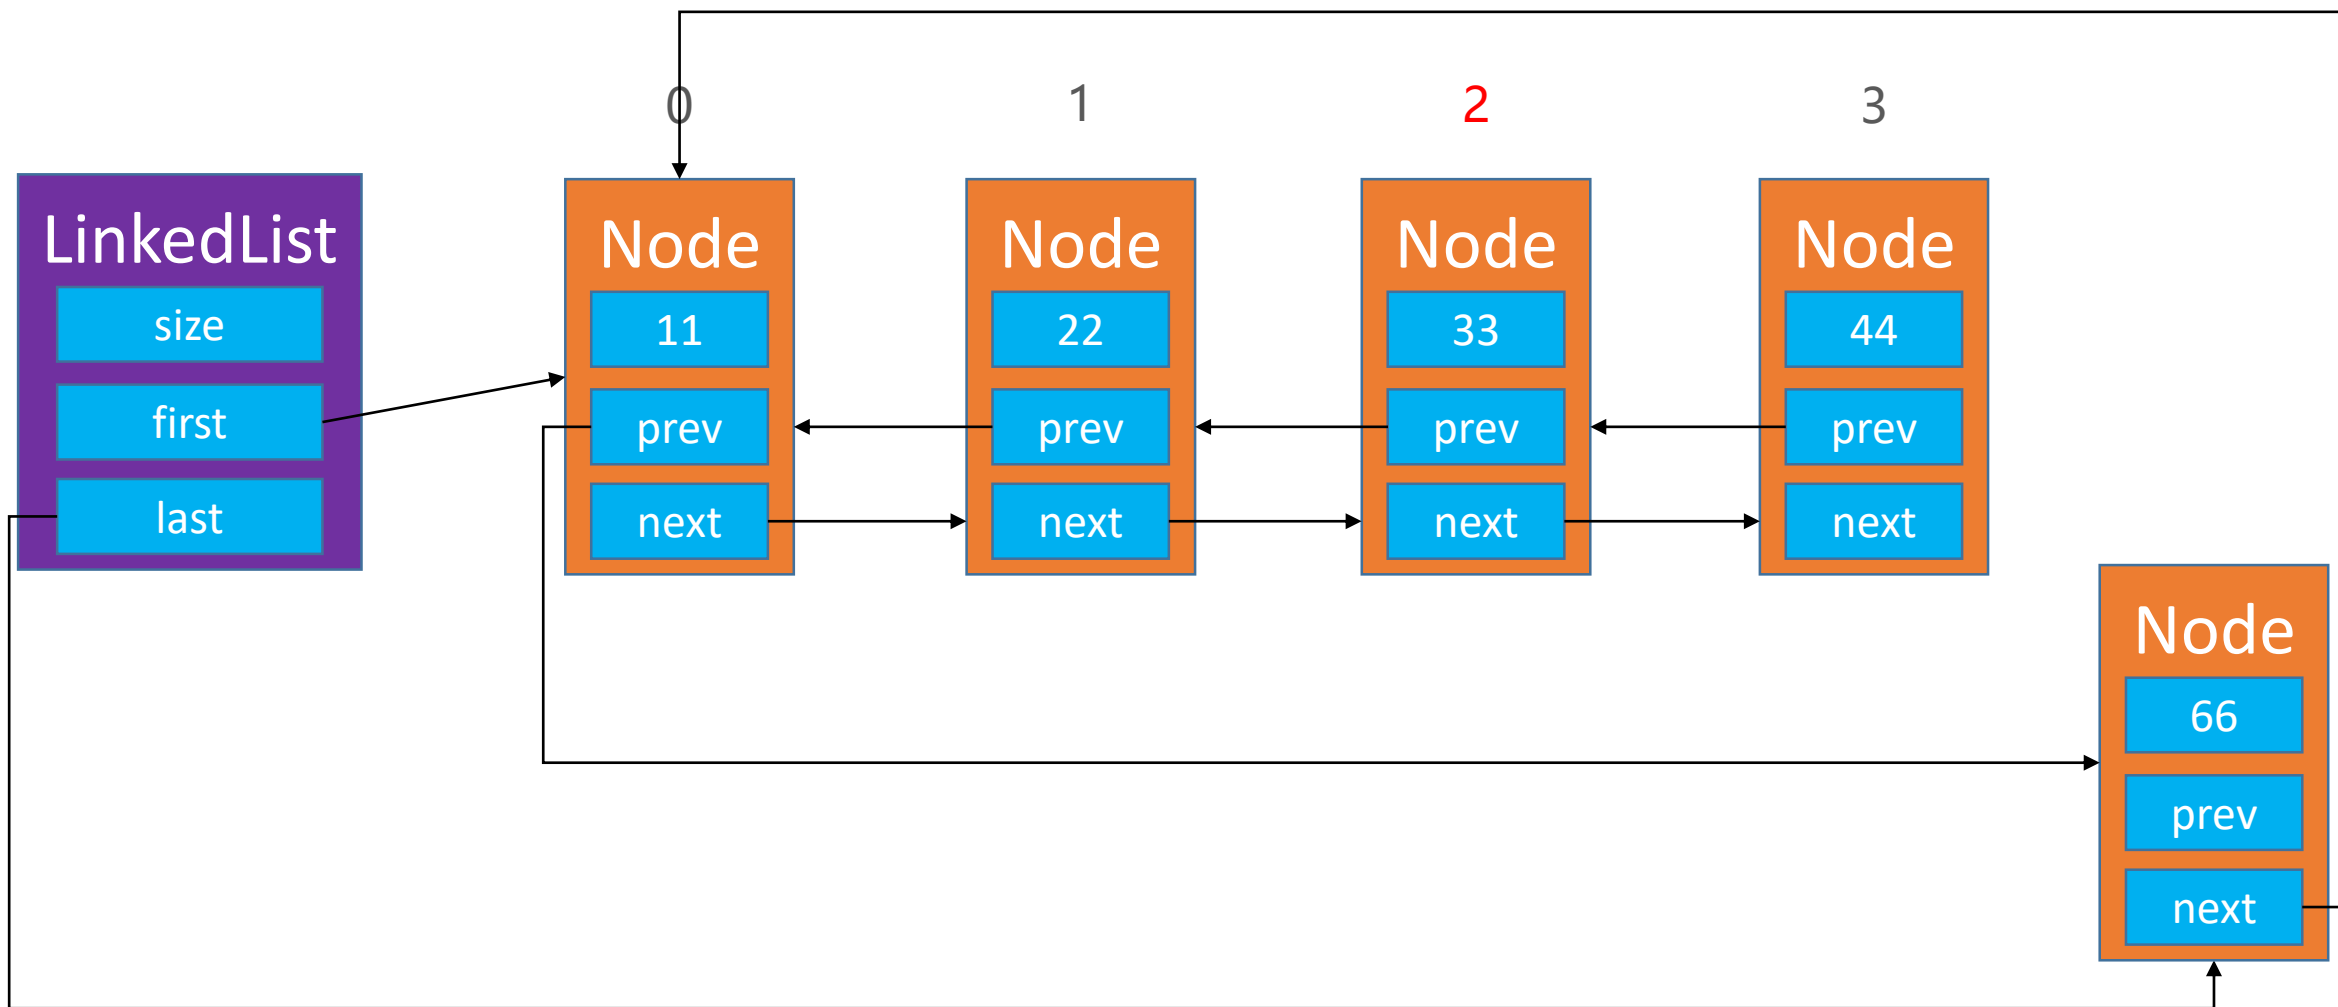 0
1
2
3
LinkedList
size
first
last
Node
11
prev
next
Node
22
prev
next
Node
33
prev
next
Node
44
prev
next
Node
66
prev
next